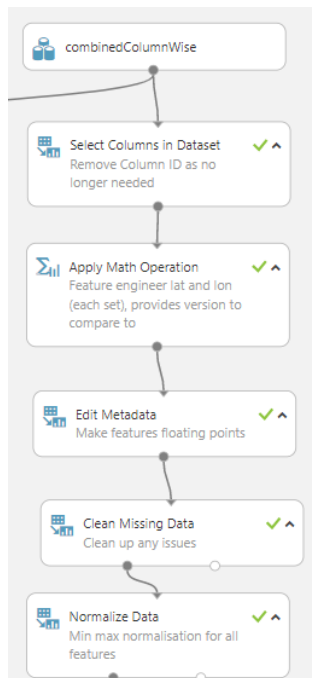 combinedColumnWise
Select Columns in Dataset
Remove Column ID as no
longer needed
Apply Math Operation
Feature engineer lat and lon
(each set), provides version to
compare to
Edit Metadata
Make features floating points
Clean Missing Data
Clean up any issues
Normalize Data
Min max normalisation for all
features